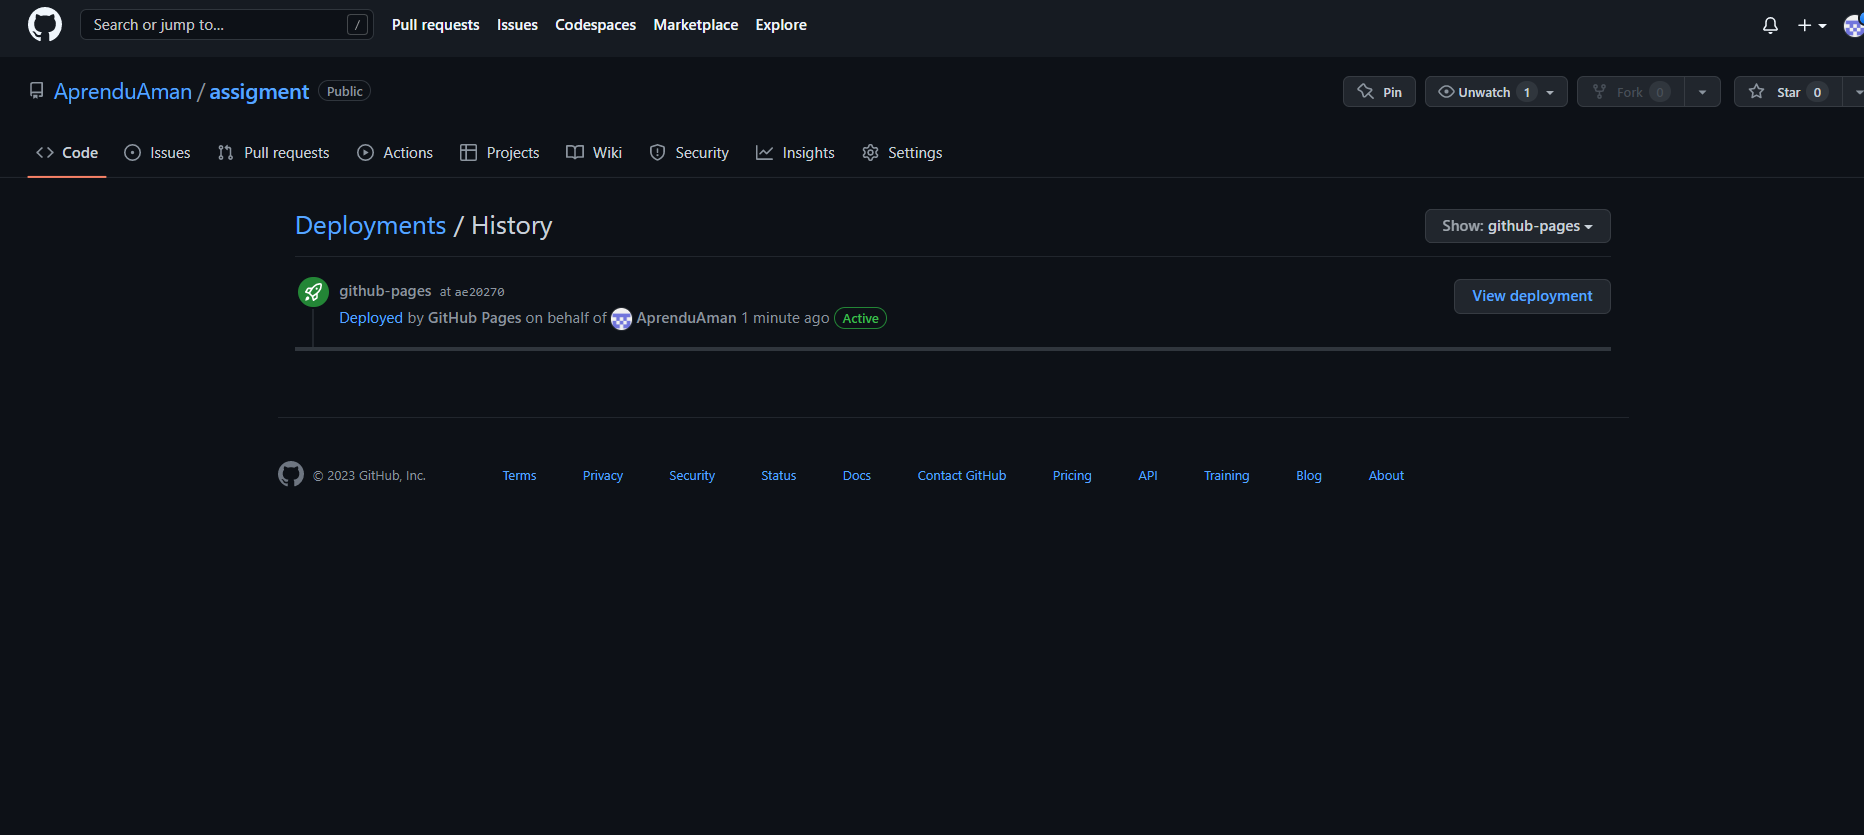 Search or jump to... /
Pull requests Issues Codespaces Marketplace Explore
AprenduAman / assigment Public
Pin Unwatch 1 Fork 0 Star 0
Code Issues Pull requests Actions Projects Wiki Security Insights Settings
Deployments / History
Show: github-pages
github-pages at ae20270
View deployment
Deployed by GitHub Pages on behalf of AprenduAman 1 minute ago Active
© 2023 GitHub, Inc. Terms Privacy Security Status Docs Contact GitHub Pricing API Training Blog About